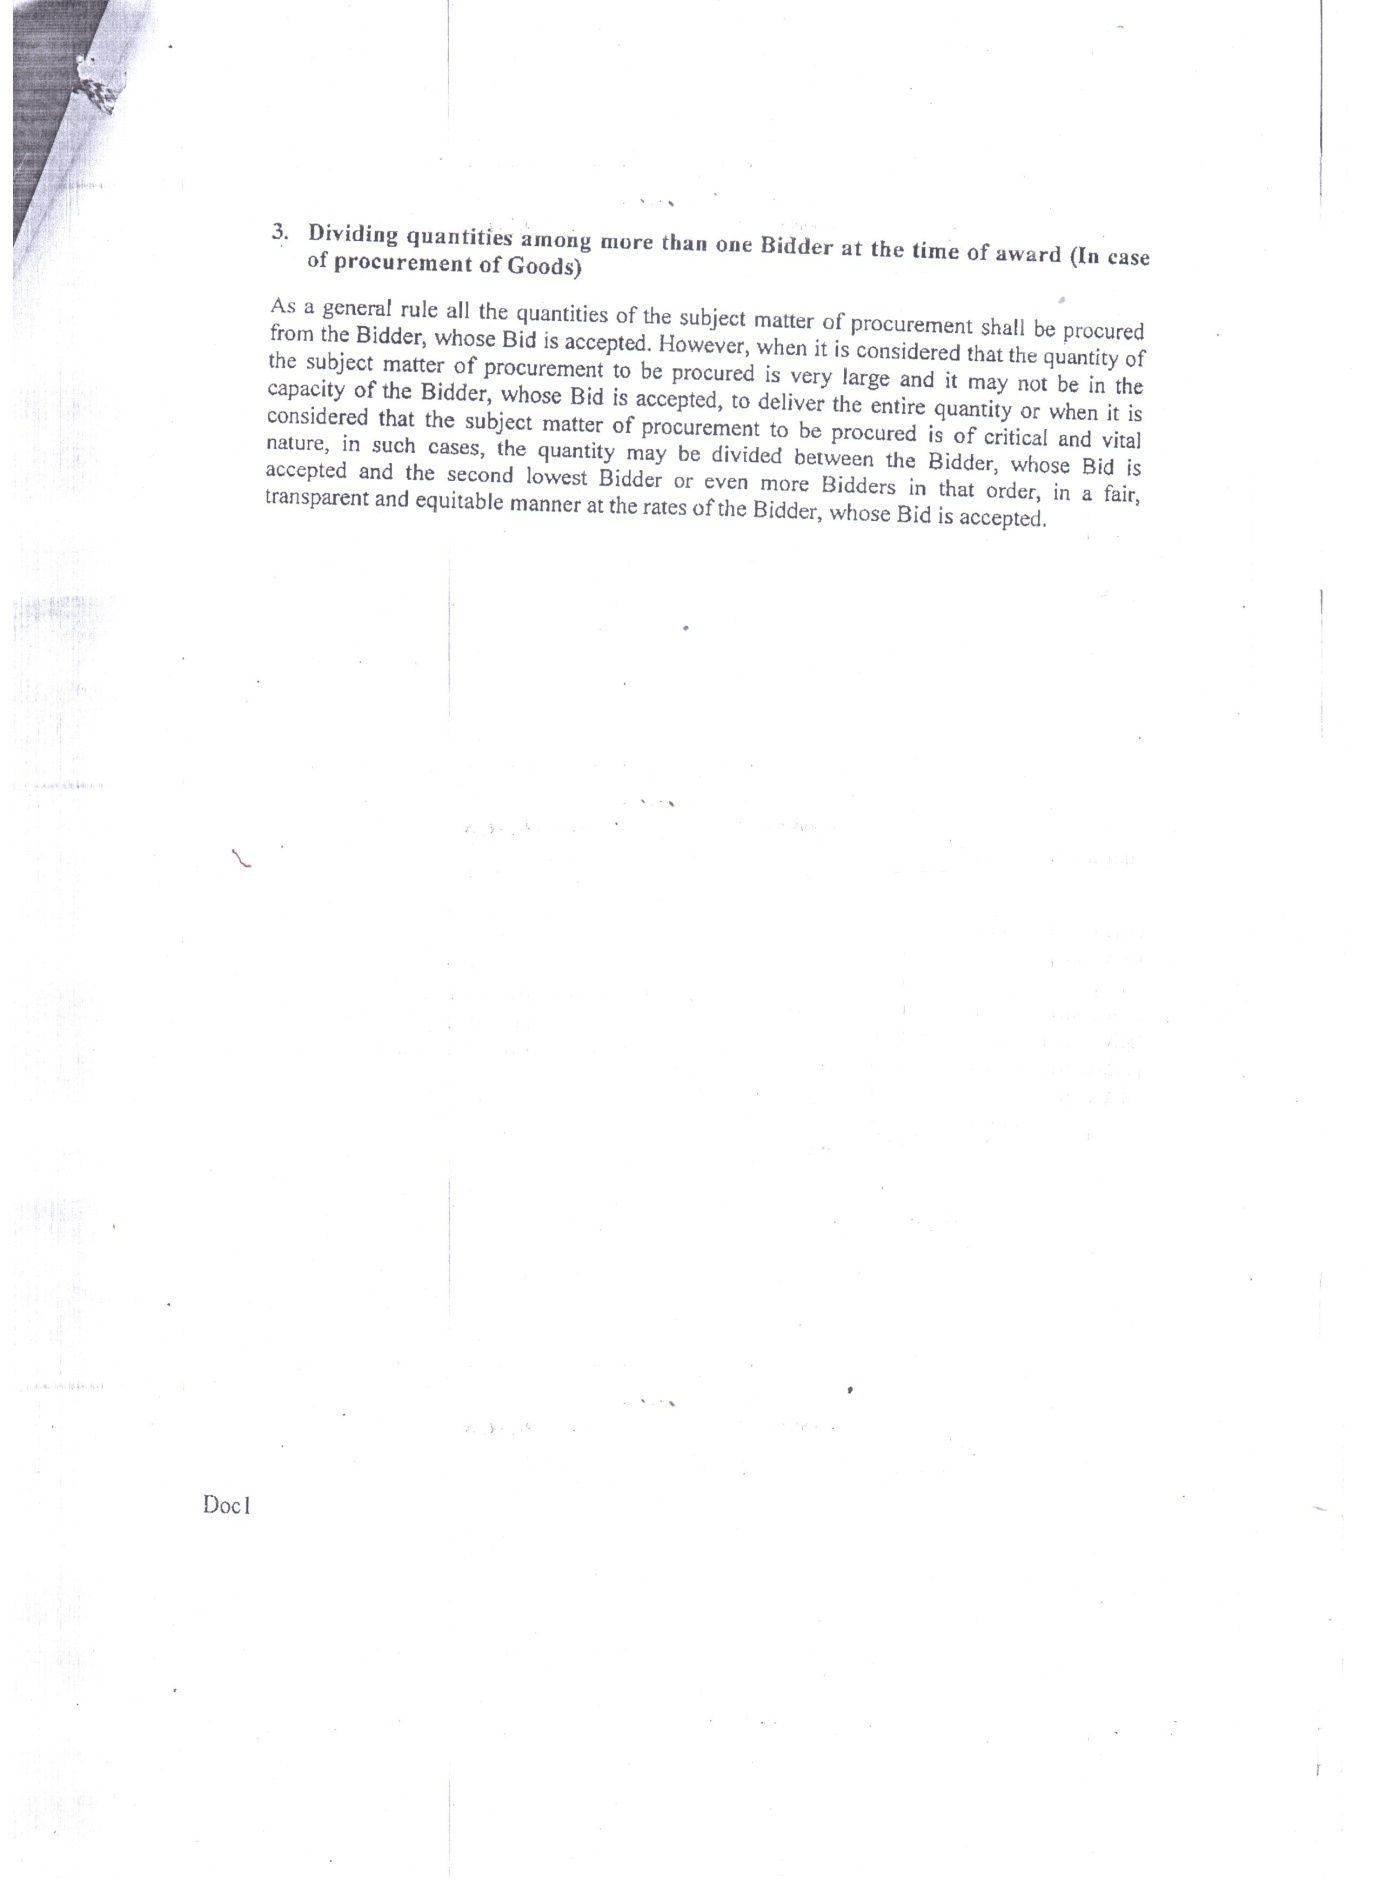 3. Dividing quantities among more than one Bidder at the time of award (In case
of procurement of Goods)
As a general rule all the quantities of the subject matter of procurement shall be procured
from the Bidder, whose Bid is accepted. However, when it is considered that the quantity of
the subject matter of procurement to be procured is very large and it may not be in the
capacity of the Bidder, whose Bid is accepted, to deliver the entire quantity or when it is
considered that the subject matter of procurement to be procured is of critical and vital
nature, in such cases, the quantity may be divided between the Bidder, whose Bid is
accepted and the second lowest Bidder or even more Bidders in that order, in a fair,
transparent and equitable manner at the rates of the Bidder, whose Bid is accepted.
Doc1